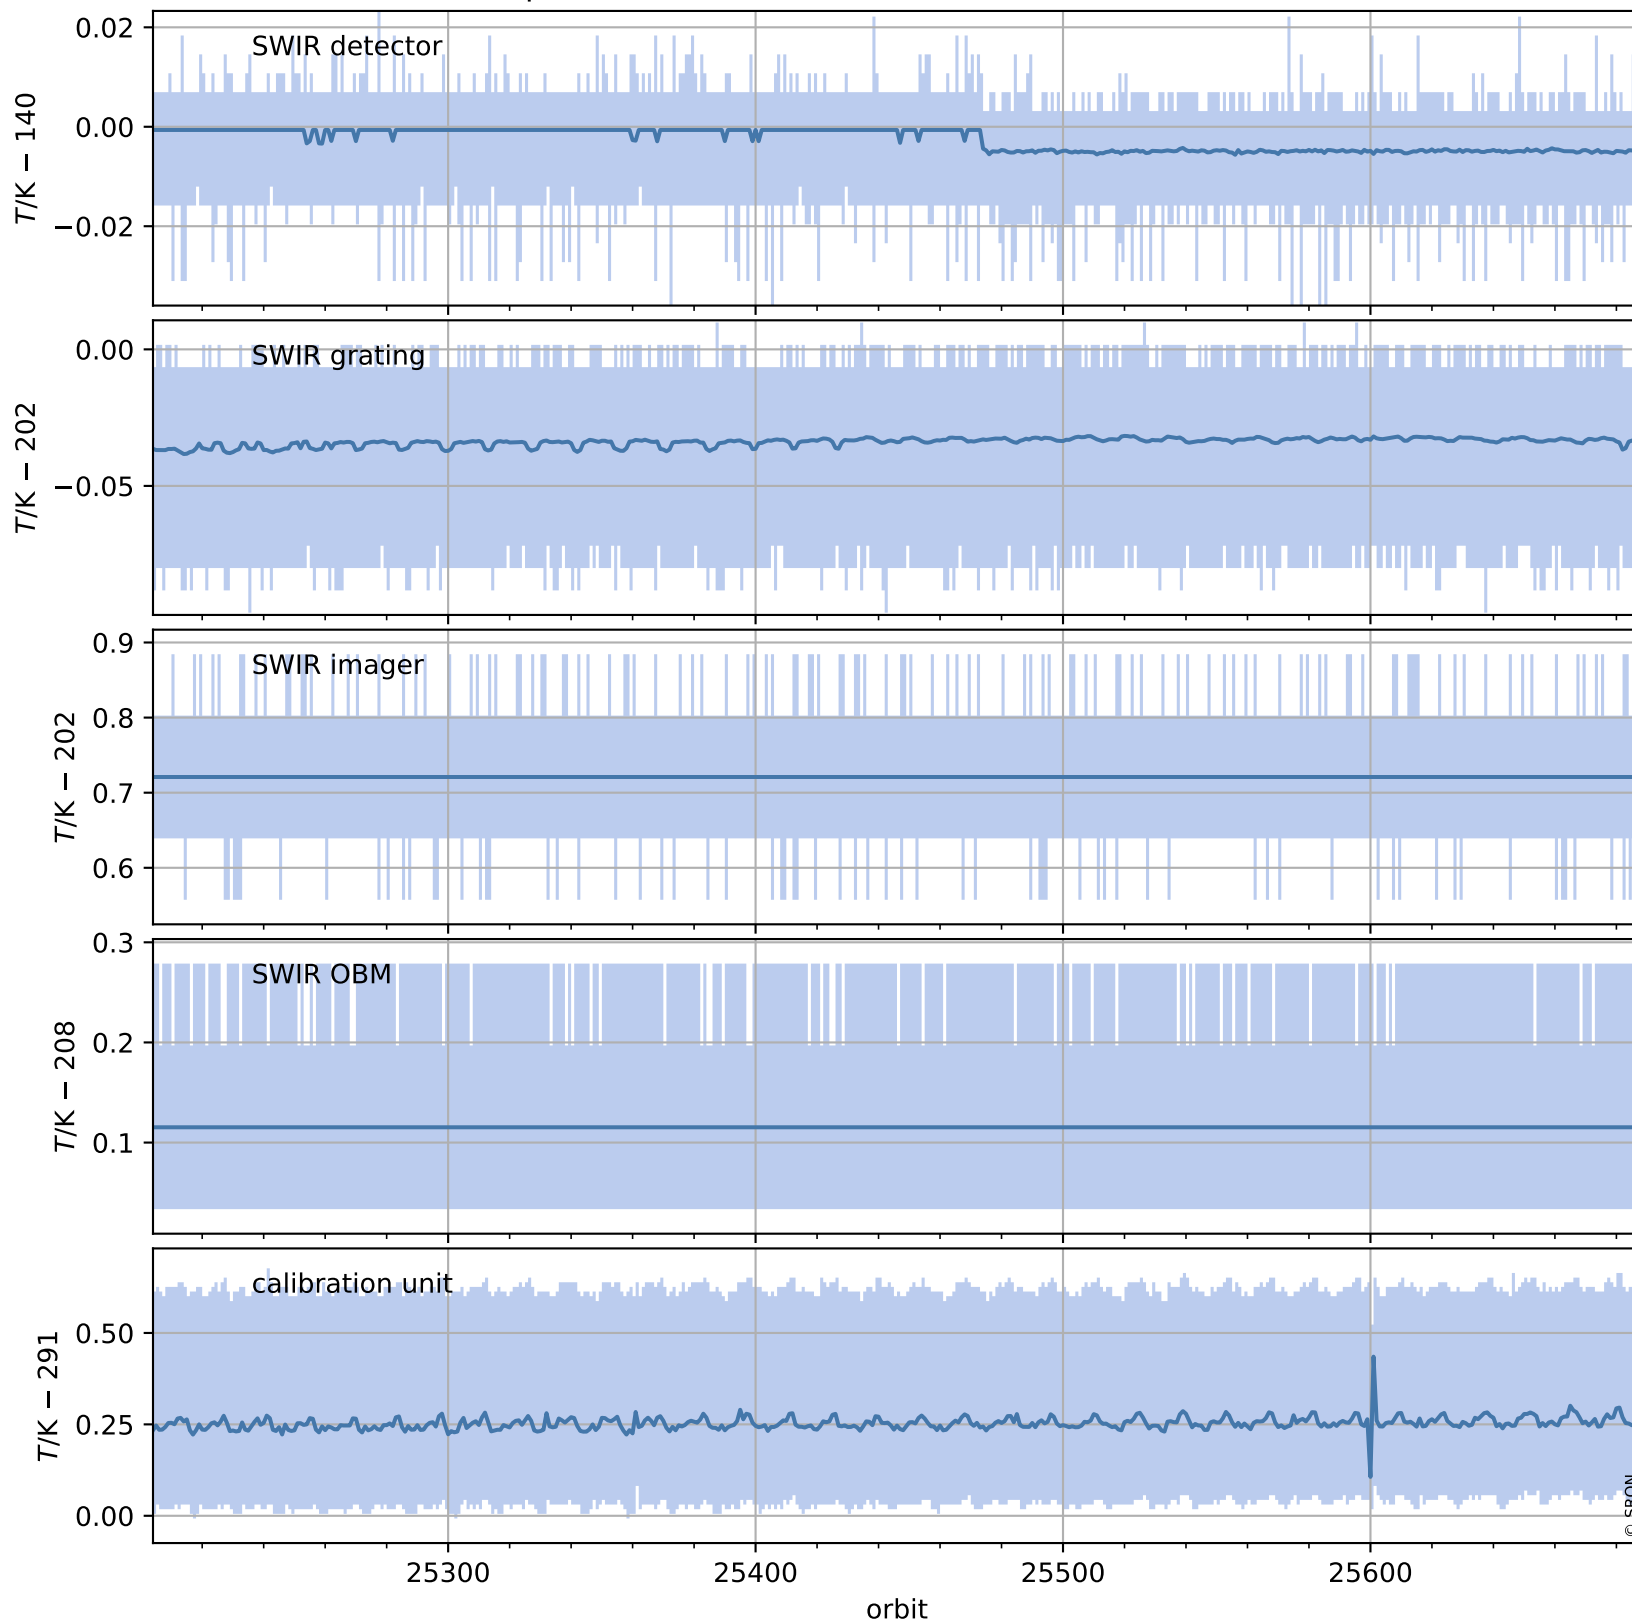 SWIR detector
0.02
0.00
−0.02
T/K − 140
SWIR grating
0.00
−0.05
T/K − 202
SWIR imager
0.9
0.8
0.7
0.6
T/K − 202
SWIR OBM
0.3
0.2
0.1
T/K − 208
calibration unit
0.50
0.25
0.00
T/K − 291
© SRON
25300 25400 25500 25600
orbit